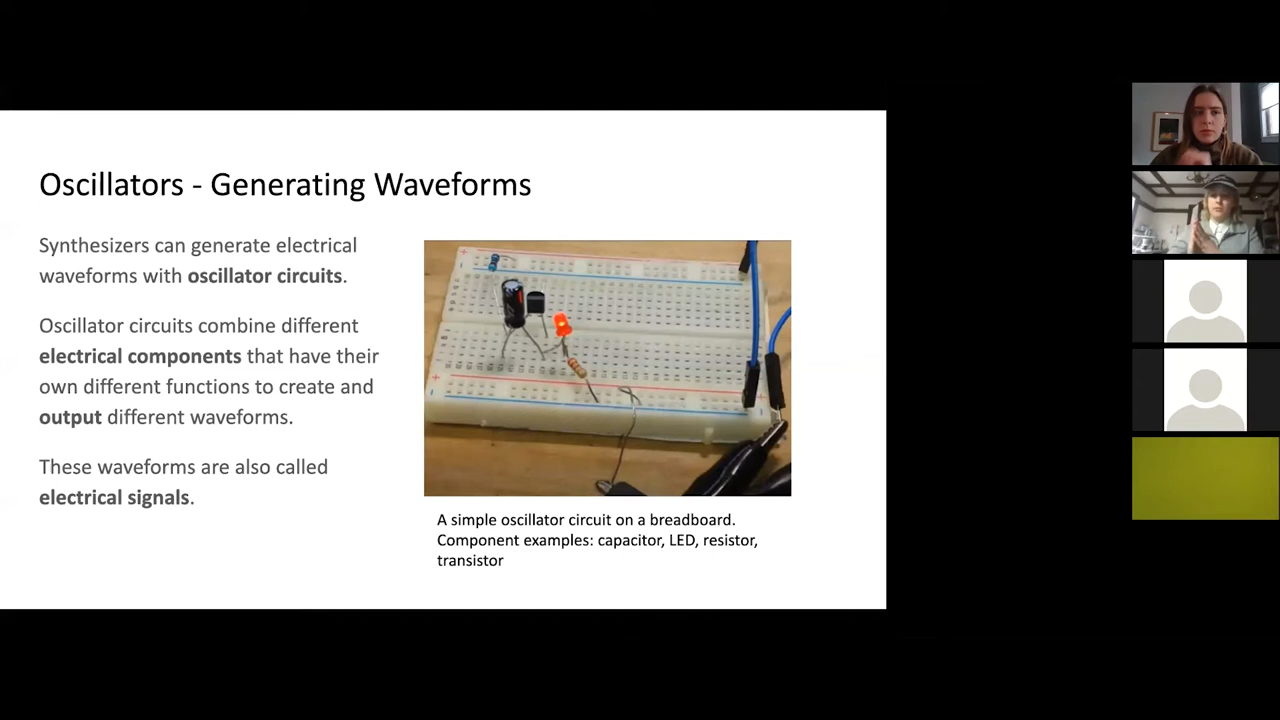 Oscillators - Generating Waveforms
Synthesizers can generate electrical
waveforms with oscillator circuits.
Oscillator circuits combine different
electrical components that have their
own different functions to create and
output different waveforms.
These waveforms are also called
electrical signals.
A simple oscillator circuit on a breadboard.
Component examples: capacitor, LED, resistor,
transistor